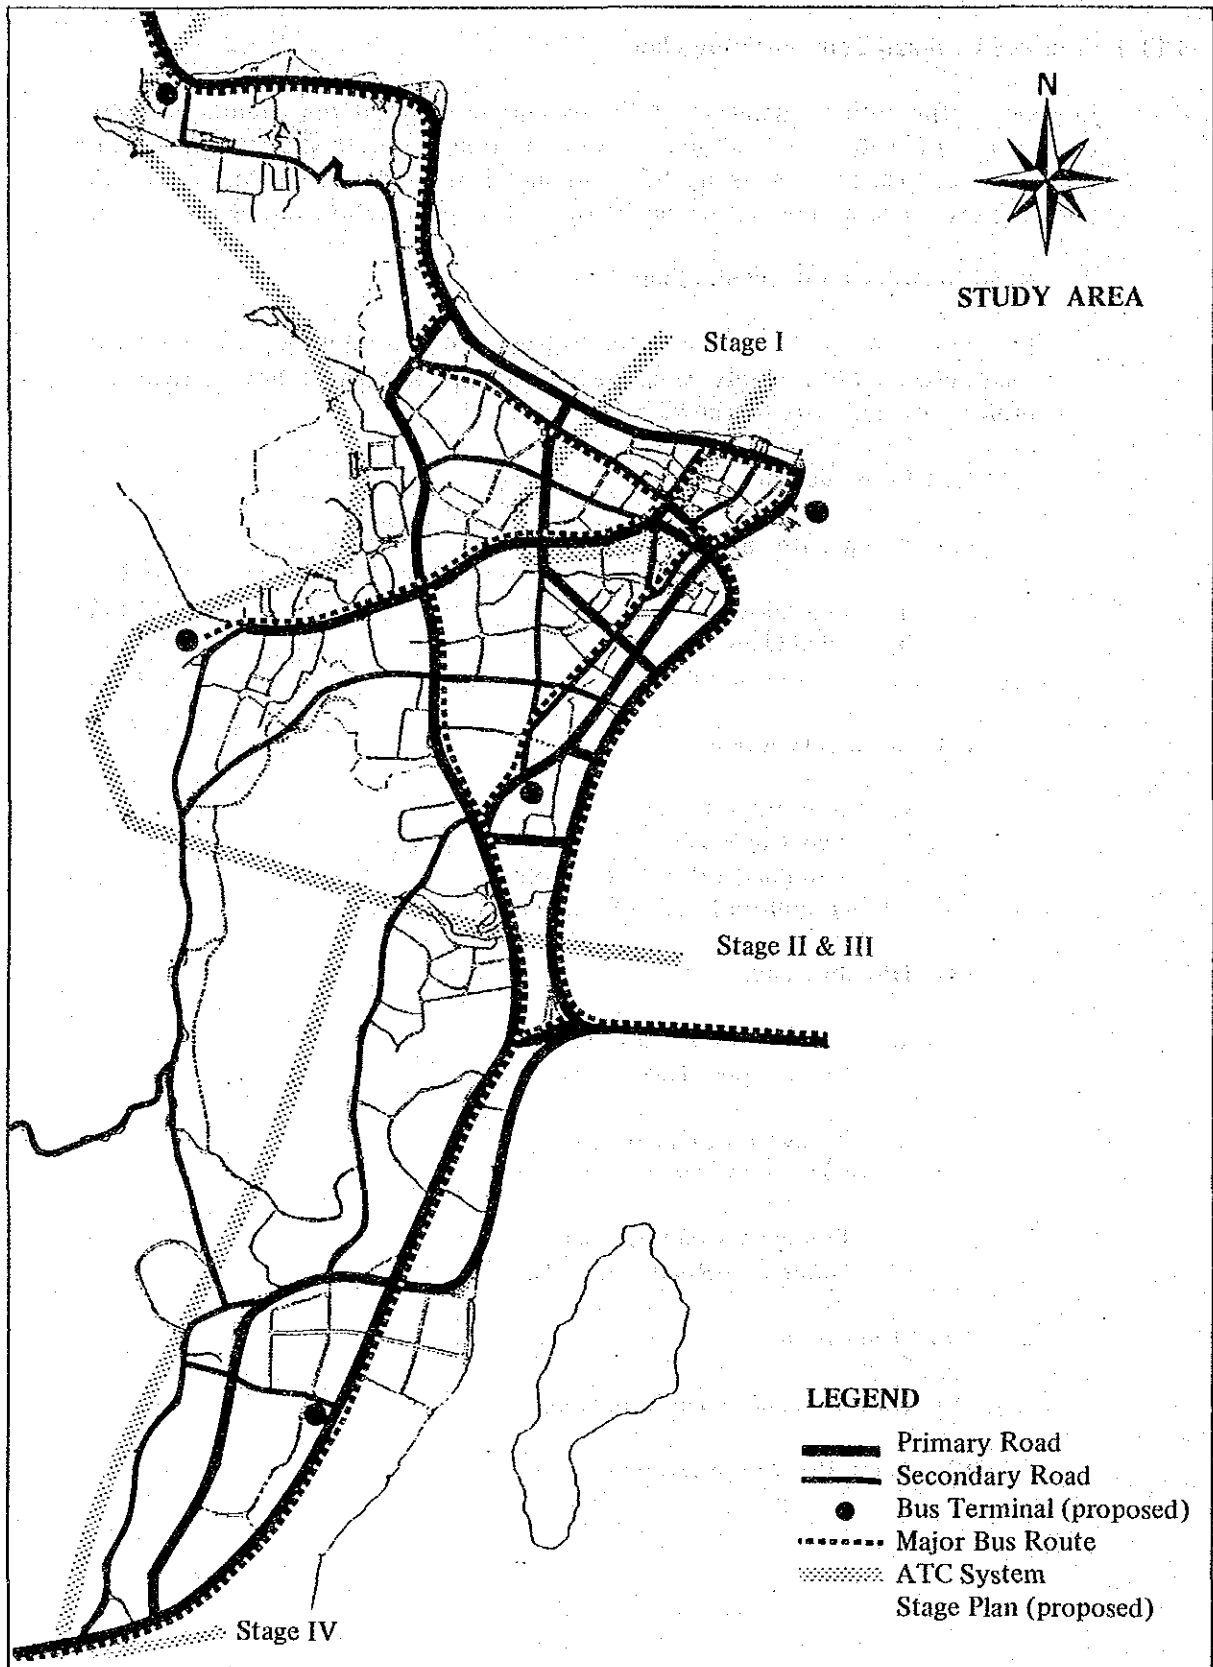 N
STUDY AREA
Stage I
Stage II & III
Stage IV
LEGEND
Primary Road
Secondary Road
Bus Terminal (proposed)
Major Bus Route
ATC System
Stage Plan (proposed)